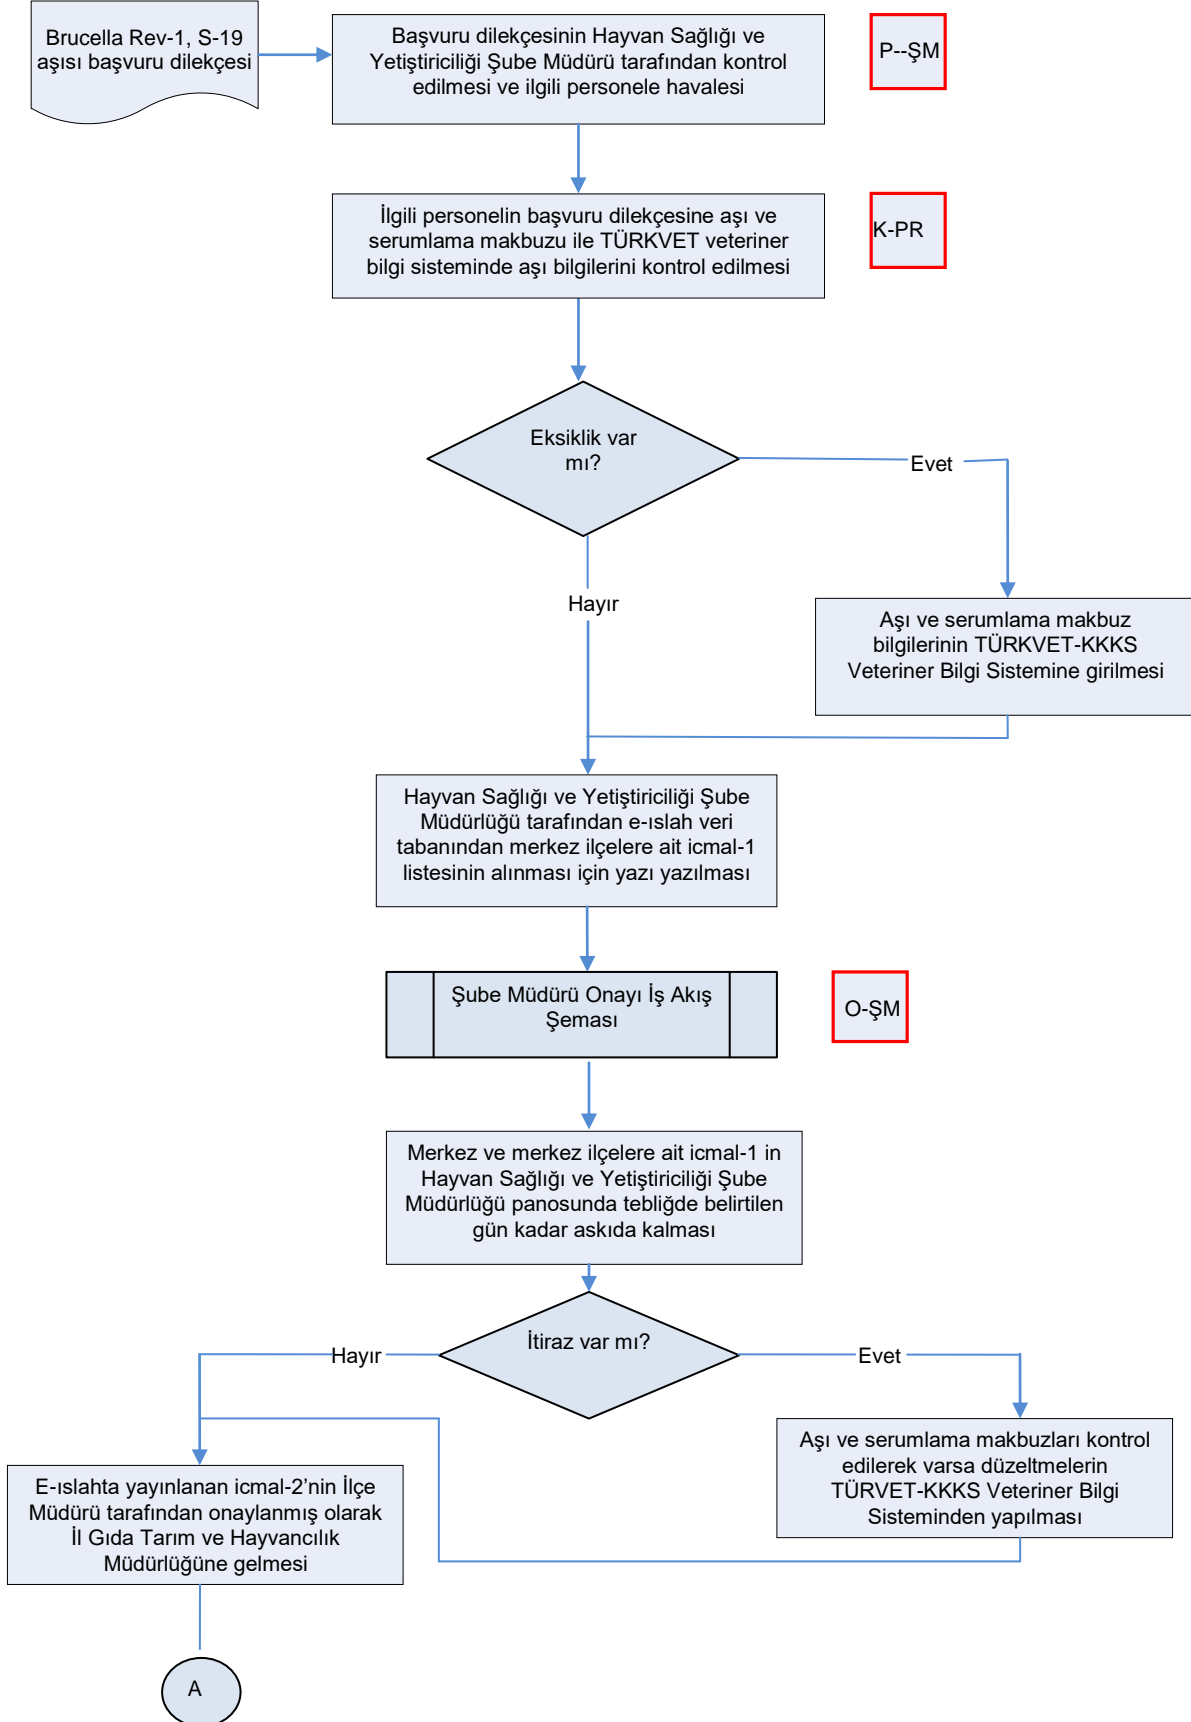 Brucella Rev-1, S-19
aşısı başvuru dilekçesi
Başvuru dilekçesinin Hayvan Sağlığı ve
Yetiştiriciliği Şube Müdürü tarafından kontrol
edilmesi ve ilgili personele havalesi
P--ŞM
İlgili personelin başvuru dilekçesine aşı ve
serumlama makbuzu ile TÜRKVET veteriner
bilgi sisteminde aşı bilgilerini kontrol edilmesi
K-PR
Eksiklik var
mı?
Evet
Hayır
Aşı ve serumlama makbuz
bilgilerinin TÜRKVET-KKKS
Veteriner Bilgi Sistemine girilmesi
Hayvan Sağlığı ve Yetiştiriciliği Şube
Müdürlüğü tarafından e-ıslah veri
tabanından merkez ilçelere ait icmal-1
listesinin alınması için yazı yazılması
Şube Müdürü Onayı İş Akış
Şeması
O-ŞM
Merkez ve merkez ilçelere ait icmal-1 in
Hayvan Sağlığı ve Yetiştiriciliği Şube
Müdürlüğü panosunda tebliğde belirtilen
gün kadar askıda kalması
İtiraz var mı?
Hayır
Evet
Aşı ve serumlama makbuzları kontrol
edilerek varsa düzeltmelerin
TÜRVET-KKKS Veteriner Bilgi
Sisteminden yapılması
E-ıslahta yayınlanan icmal-2’nin İlçe
Müdürü tarafından onaylanmış olarak
İl Gıda Tarım ve Hayvancılık
Müdürlüğüne gelmesi
A